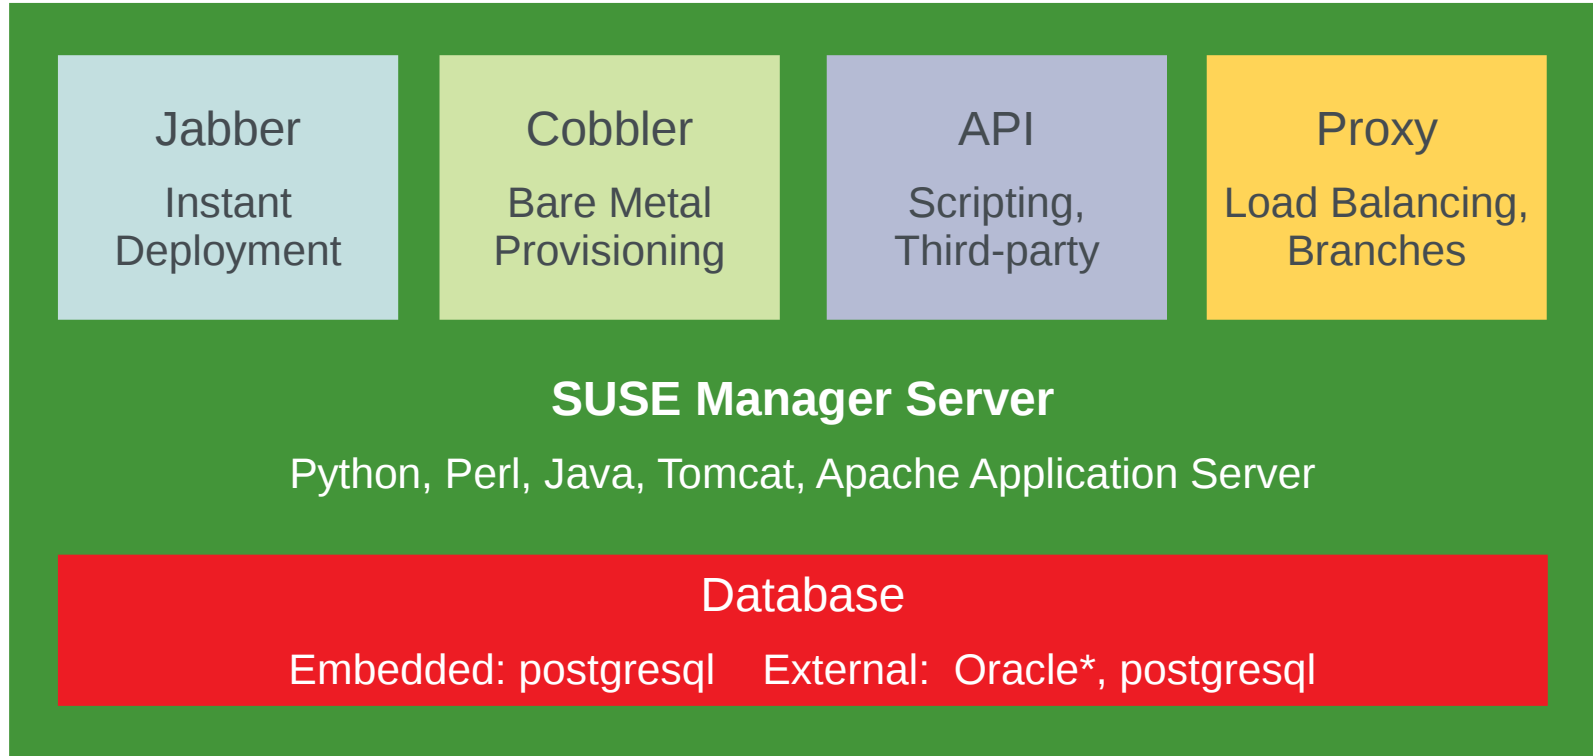 Jabber
Instant
Deployment
Cobbler
Bare Metal
Provisioning
API
Scripting,
Third-party
Proxy
Load Balancing,
Branches
SUSE Manager Server
Python, Perl, Java, Tomcat, Apache Application Server
Database
Embedded: postgresql    External:  Oracle*, postgresql